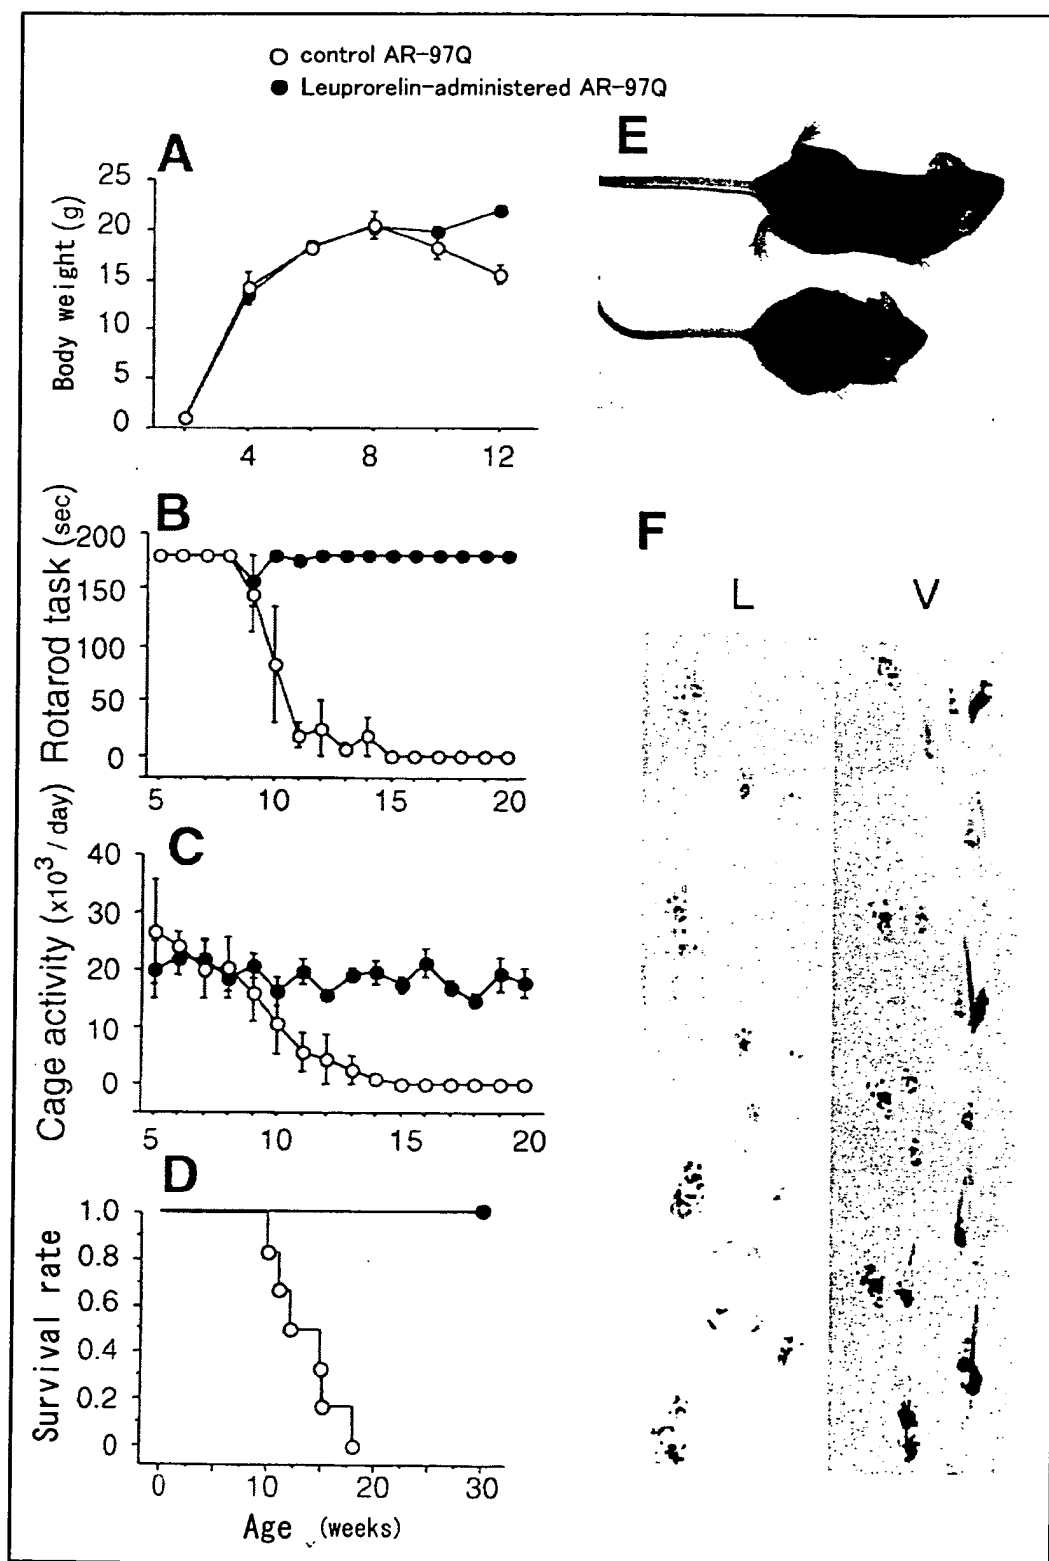 control AR-97Q
Leuprorelin-administered AR-97Q
A
Body weight (g)
25
20
15
10
5
0
4
8
12
B
Rotarod task (sec)
200
150
100
50
0
5
10
15
20
C
Cage activity (x10³/day)
40
30
20
10
0
5
10
15
20
D
Survival rate
1.0
0.8
0.6
0.4
0.2
0
0
10
20
30
Age (weeks)
E
F
L
V